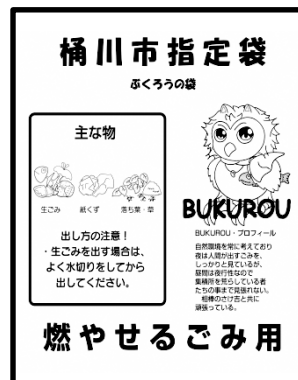 桶川市指定袋
ぶくろうの袋
主な物
生ごみ 紙くず 落ち葉・草
出し方の注意！
・生ごみを出す場合は、
よく水切りをしてから
出してください。
BUKUROU
BUKUROU・プロフィール
自然環境を常に考えており
夜は人間が出すごみを、
しっかりと見ているが、
昼間は夜行性なので
集積所を荒らしている者
たちの事まで見張れない。
相棒のさけ吉と共に
頑張っている。
燃やせるごみ用